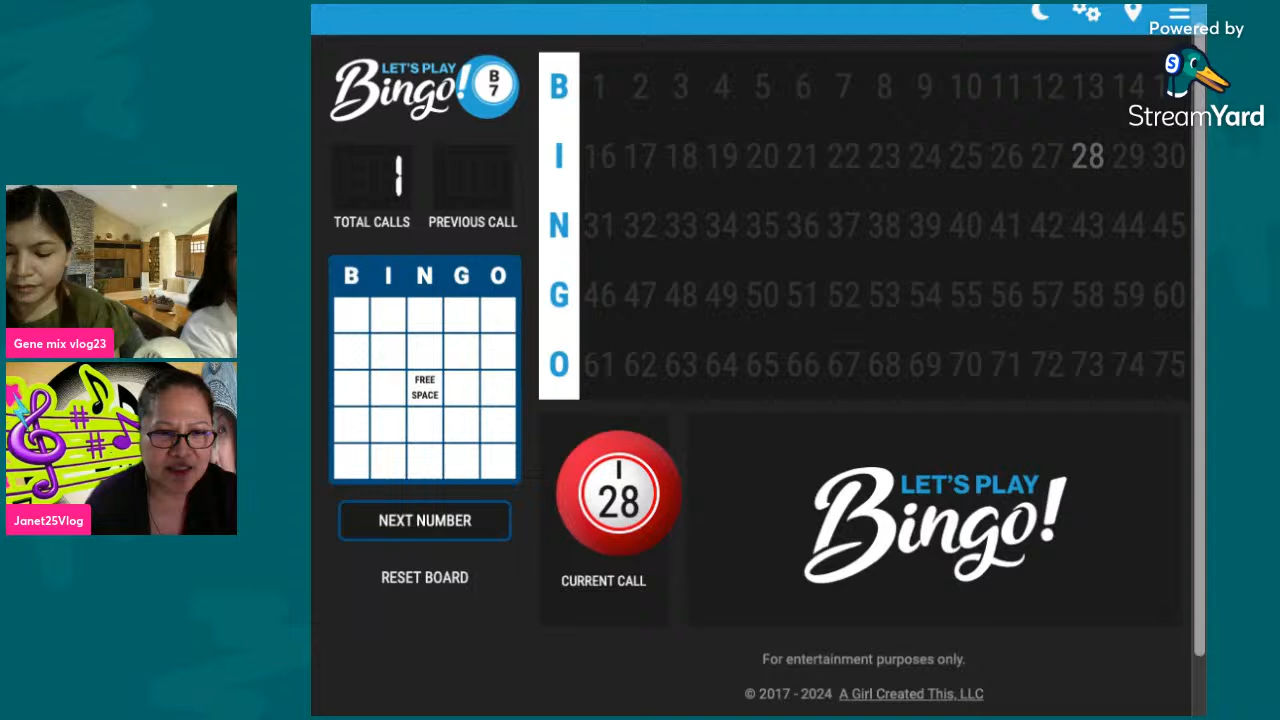 Powered by
StreamYard
LET'S PLAY
Bingo!
B
7
1
TOTAL CALLS
PREVIOUS CALL
B 1 2 3 4 5 6 7 8 9 10 11 12 13 14
I 16 17 18 19 20 21 22 23 24 25 26 27 28 29 30
N 31 32 33 34 35 36 37 38 39 40 41 42 43 44 45
G 46 47 48 49 50 51 52 53 54 55 56 57 58 59 60
O 61 62 63 64 65 66 67 68 69 70 71 72 73 74 75
B I N G O
FREE
SPACE
NEXT NUMBER
RESET BOARD
I
28
CURRENT CALL
LET'S PLAY
Bingo!
For entertainment purposes only.
© 2017 - 2024 A Girl Created This, LLC
Gene mix vlog23
Janet25Vlog